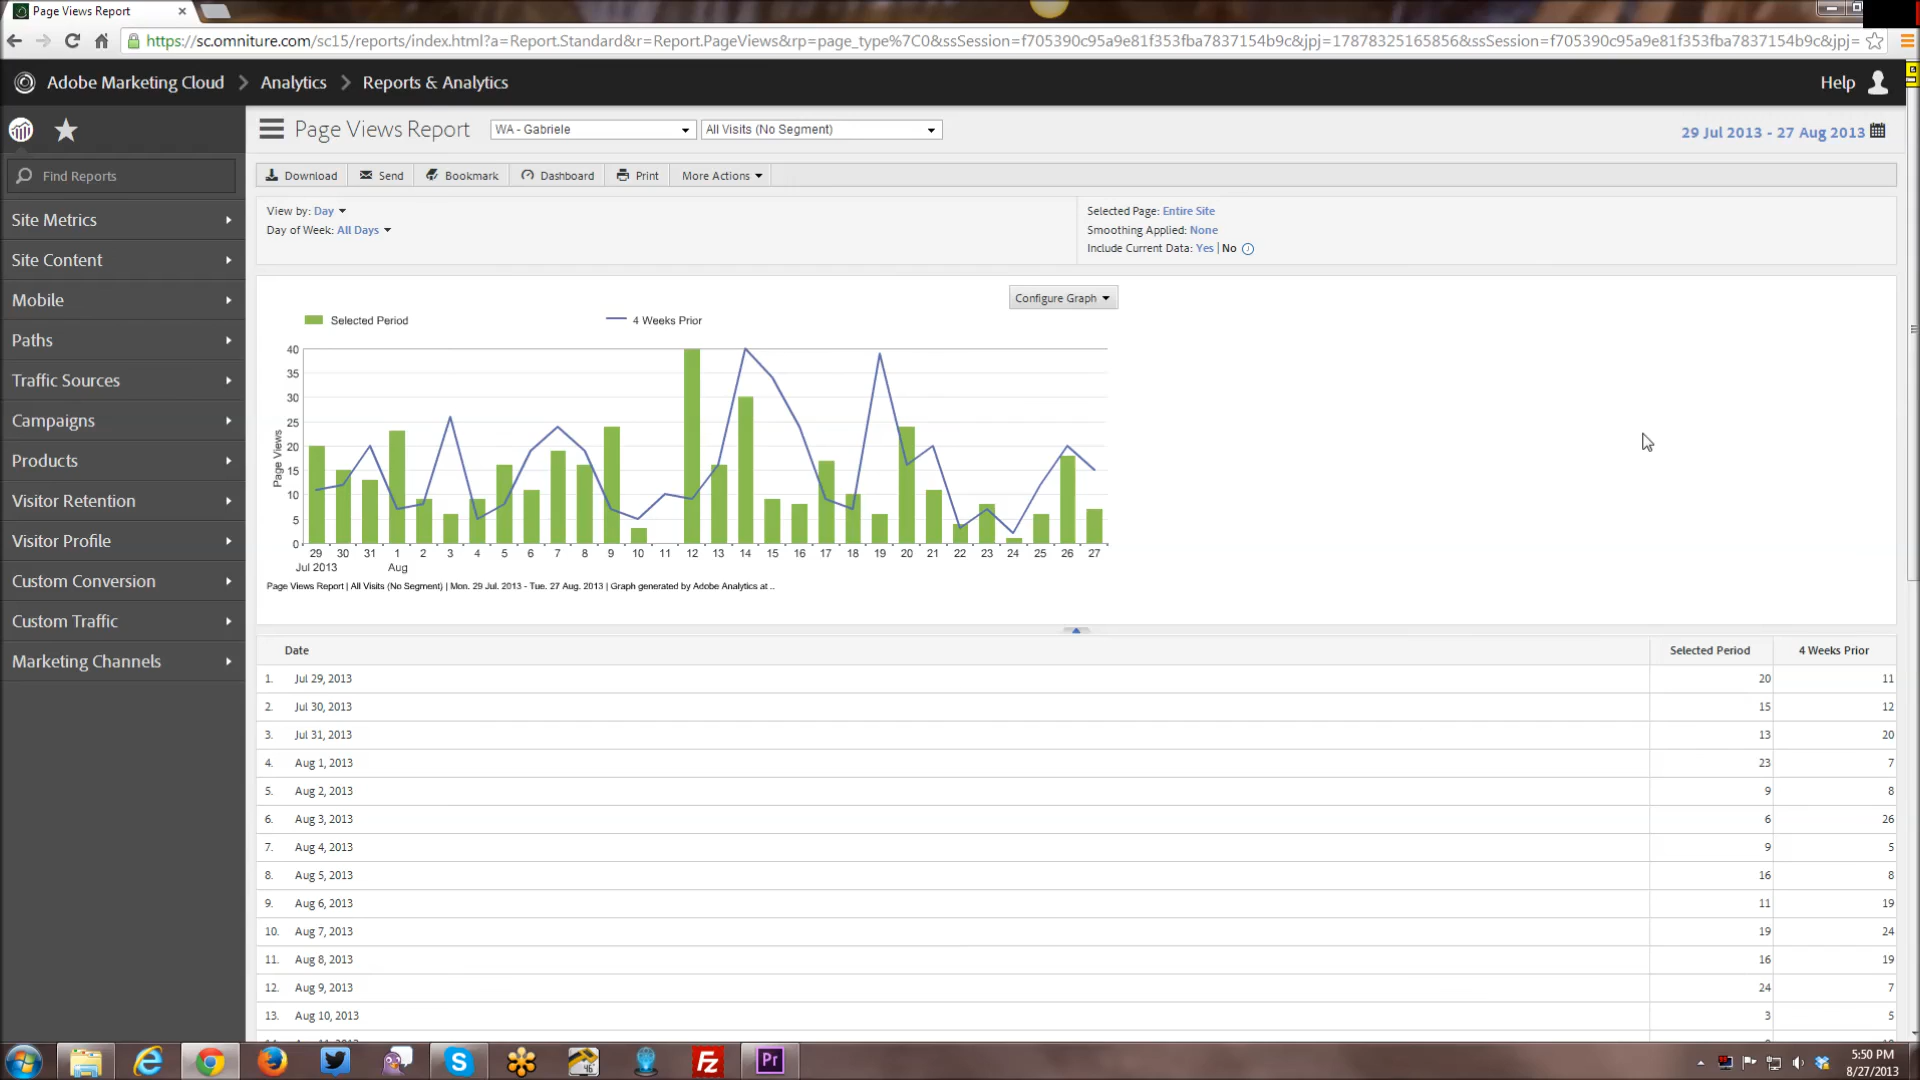 Page Views Report
https://sc.omniture.com/sc15/reports/index.html?a=Report.Standard&r=Report.PageViews&rp=page_type%7C0&ssSession=f705390c95a9e81f353fba7837154b9c&jpj=17878325165856&ssSession=f705390c95a9e81f353fba7837154b9c&jpj=
Adobe Marketing Cloud Analytics Reports & Analytics Help
Page Views Report WA - Gabriele All Visits (No Segment) 29 Jul 2013 - 27 Aug 2013
Find Reports
Site Metrics
Site Content
Mobile
Paths
Traffic Sources
Campaigns
Products
Visitor Retention
Visitor Profile
Custom Conversion
Custom Traffic
Marketing Channels
Download Send Bookmark Dashboard Print More Actions
View by: Day
Day of Week: All Days
Selected Page: Entire Site
Smoothing Applied: None
Include Current Data: Yes | No
Configure Graph
Selected Period 4 Weeks Prior
Page Views
40
35
30
25
20
15
10
5
0
29 30 31 1 2 3 4 5 6 7 8 9 10 11 12 13 14 15 16 17 18 19 20 21 22 23 24 25 26 27
Jul 2013 Aug
Page Views Report | All Visits (No Segment) | Mon. 29 Jul. 2013 - Tue. 27 Aug. 2013 | Graph generated by Adobe Analytics at ..
Date Selected Period 4 Weeks Prior
1. Jul 29, 2013 20 11
2. Jul 30, 2013 15 12
3. Jul 31, 2013 13 20
4. Aug 1, 2013 23 7
5. Aug 2, 2013 9 8
6. Aug 3, 2013 6 26
7. Aug 4, 2013 9 5
8. Aug 5, 2013 16 8
9. Aug 6, 2013 11 19
10. Aug 7, 2013 19 24
11. Aug 8, 2013 16 19
12. Aug 9, 2013 24 7
13. Aug 10, 2013 3 5
Pr
5:50 PM
8/27/2013